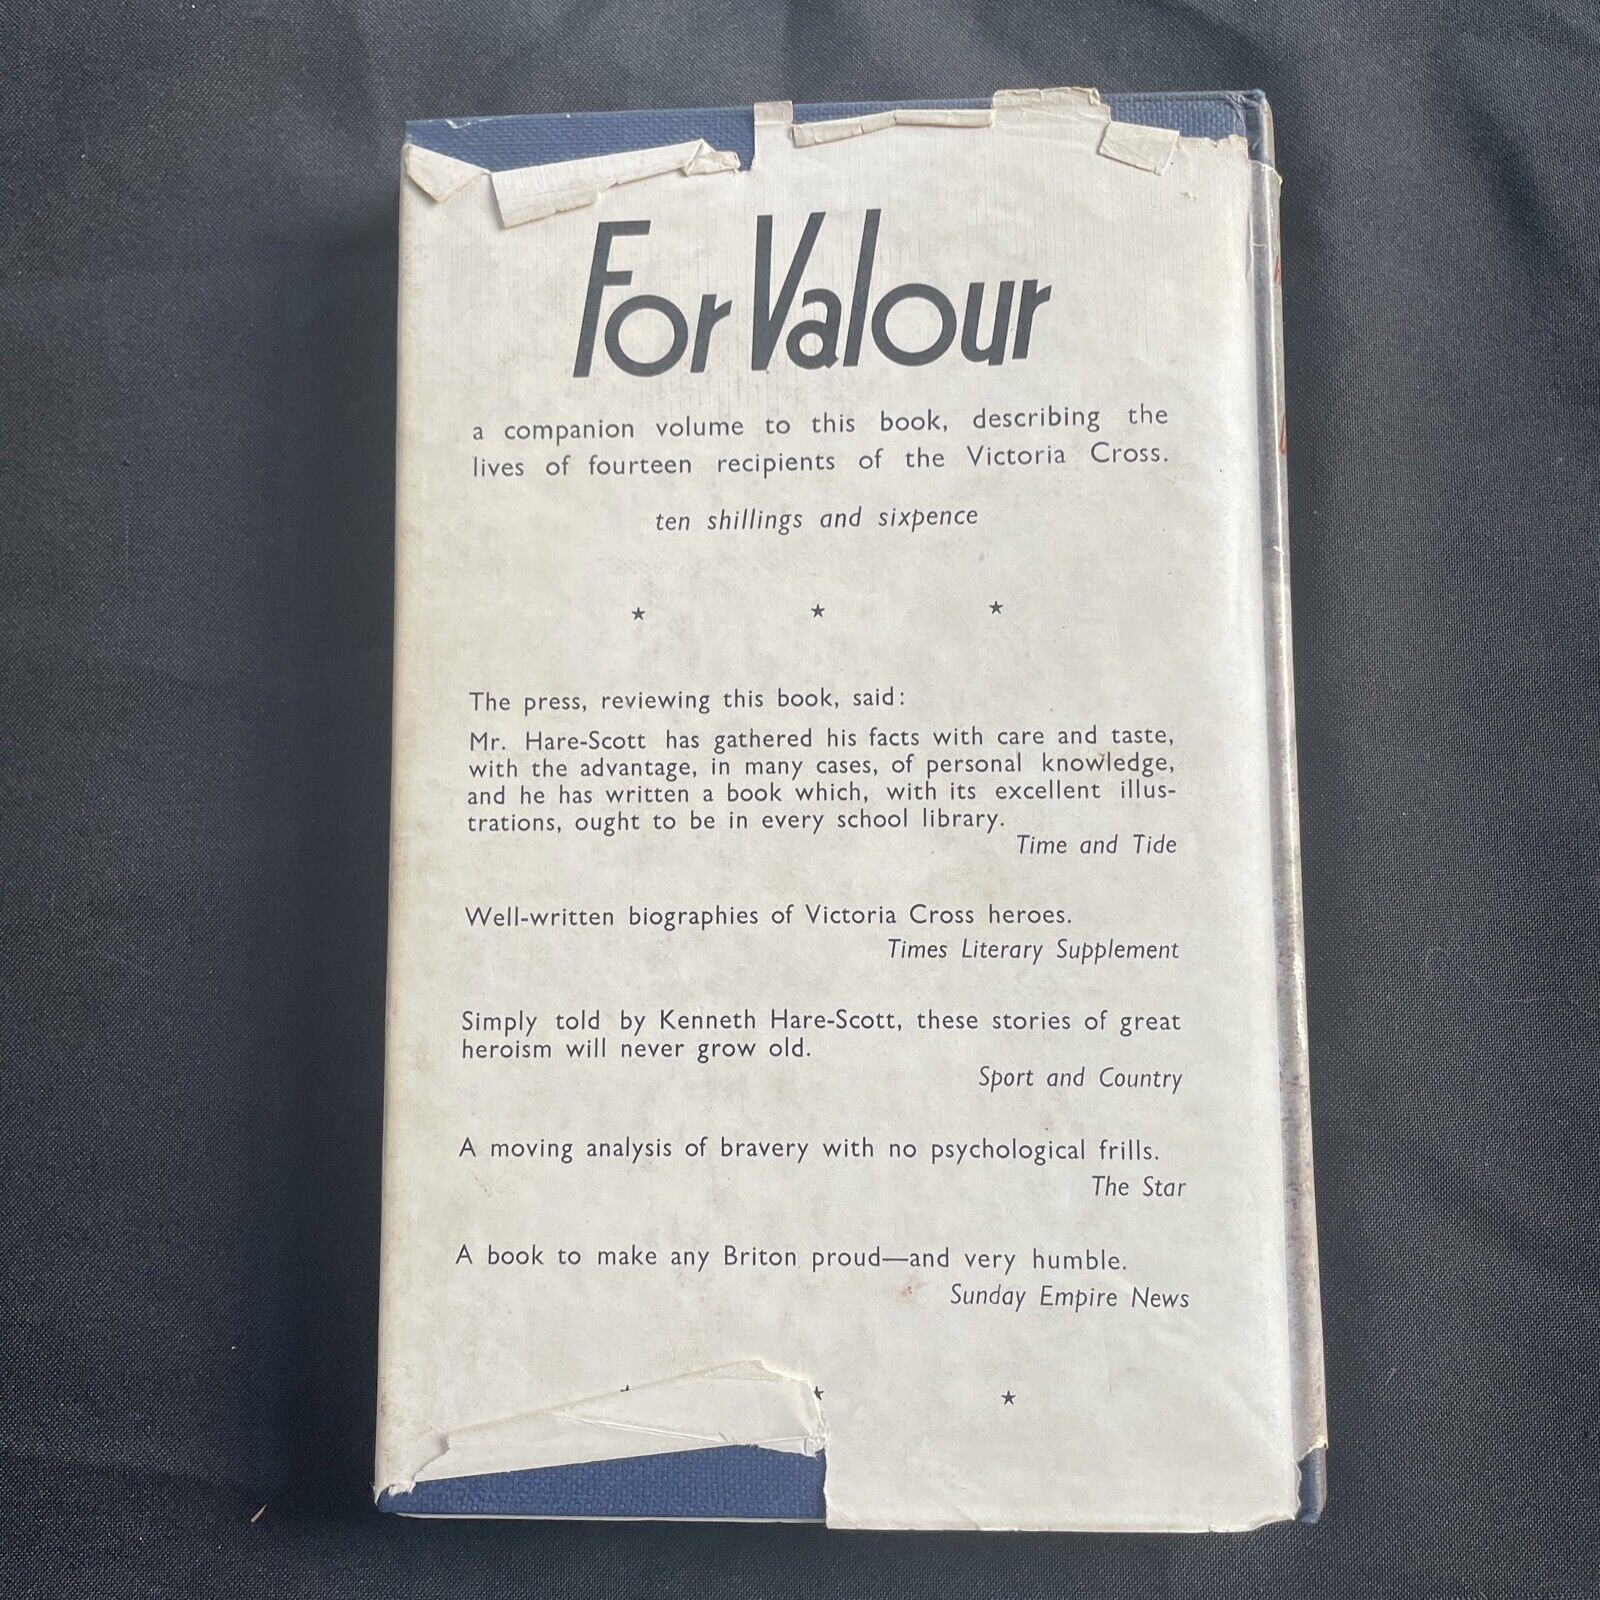 For Valour
a companion volume to this book, describing the
lives of fourteen recipients of the Victoria Cross.
ten shillings and sixpence
The press, reviewing this book, said:
Mr. Hare-Scott has gathered his facts with care and taste,
with the advantage, in many cases, of personal knowledge,
and he has written a book which, with its excellent illus-
trations, ought to be in every school library.
Time and Tide
Well-written biographies of Victoria Cross heroes.
Times Literary Supplement
Simply told by Kenneth Hare-Scott, these stories of great
heroism will never grow old.
Sport and Country
A moving analysis of bravery with no psychological frills.
The Star
A book to make any Briton proud—and very humble.
Sunday Empire News